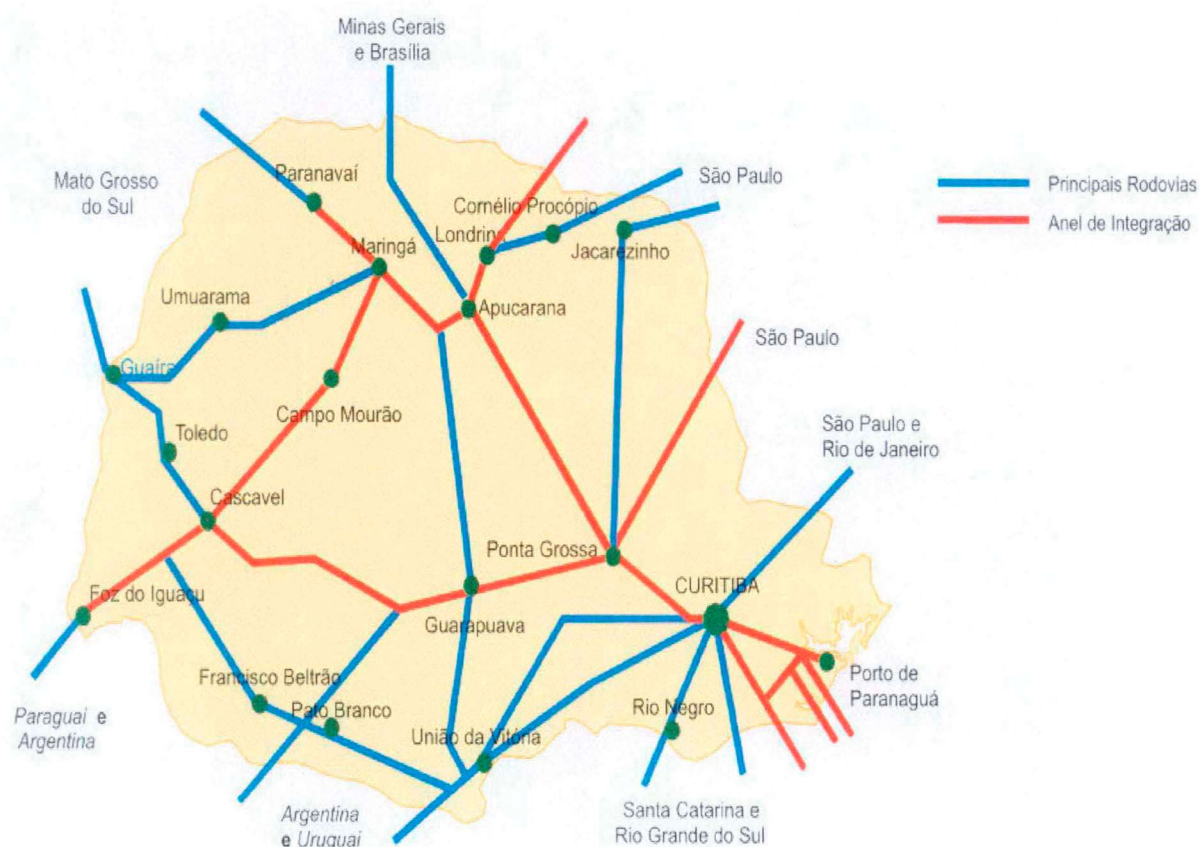 Minas Gerais
e Brasília
Mato Grosso
do Sul
Paranavaí
São Paulo
Principais Rodovias
Cornélio Procópio
Londrina
Anel de Integração
Maringá
Jacarezinho
Umuarama
Apucarana
São Paulo
Guaíra
Campo Mourão
São Paulo e
Rio de Janeiro
Toledo
Cascavel
Ponta Grossa
CURITIBA
Foz do Iguaçu
Guarapuava
Francisco Beltrão
Porto de
Paranaguá
Pato Branco
Rio Negro
Paraguai e
Argentina
União da Vitória
Argentina
e Uruguai
Santa Catarina e
Rio Grande do Sul